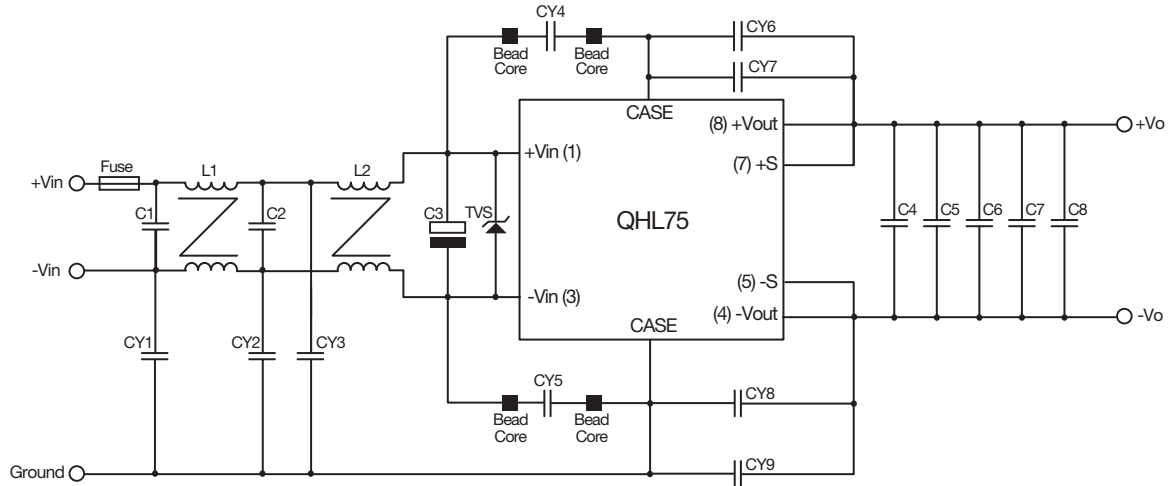 CY4
Bead
Core
Bead
Core
CY6
CY7
CASE
(8) +Vout
+Vin (1)
(7) +S
+Vo
Fuse
L1
L2
+Vin
C1
C2
C3
TVS
QHL75
C4
C5
C6
C7
C8
-Vin
(5) -S
-Vin (3)
(4) -Vout
-Vo
CASE
CY1
CY2
CY3
CY5
Bead
Core
Bead
Core
CY8
Ground
CY9